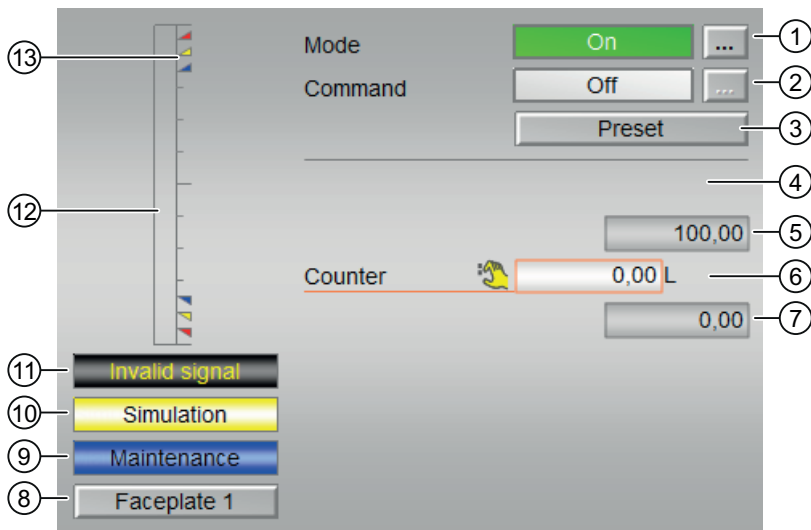 Mode On ... 1
Command Off ... 2
Preset 3
4
100,00 5
Counter 0,00 L 6
0,00 7
13
12
11 Invalid signal
10 Simulation
9 Maintenance
8 Faceplate 1